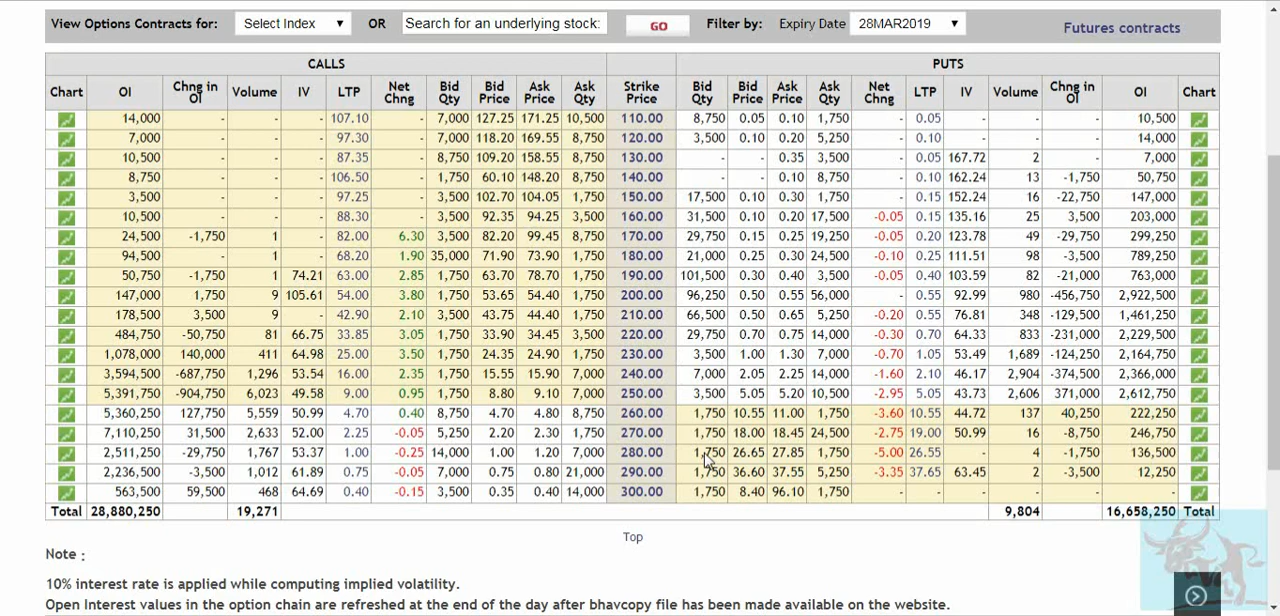 View Options Contracts for: Select Index ▼ OR Search for an underlying stock: GO Filter by: Expiry Date 28MAR2019 ▼ Futures contracts
CALLS PUTS
Chart OI Chng in OI Volume IV LTP Net Chng Bid Qty Bid Price Ask Price Ask Qty Strike Price Bid Qty Bid Price Ask Price Ask Qty Net Chng LTP IV Volume Chng in OI OI Chart
14,000 - - - 107.10 - 7,000 127.25 171.25 10,500 110.00 8,750 0.05 0.10 1,750 - 0.05 - - - 10,500
7,000 - - - 97.30 - 7,000 118.20 169.55 8,750 120.00 3,500 0.10 0.20 5,250 - 0.10 - - - 14,000
10,500 - - - 87.35 - 8,750 109.20 158.55 8,750 130.00 - - 0.35 3,500 - 0.05 167.72 2 - 7,000
8,750 - - - 106.50 - 1,750 60.10 148.20 8,750 140.00 - - 0.10 8,750 - 0.10 162.24 13 -1,750 50,750
3,500 - - - 97.25 - 1,750 102.70 104.05 1,750 150.00 17,500 0.10 0.30 1,750 - 0.15 152.24 16 -22,750 147,000
10,500 - - - 88.30 - 3,500 92.35 94.25 3,500 160.00 31,500 0.10 0.20 17,500 -0.05 0.15 135.16 25 3,500 203,000
24,500 -1,750 1 - 82.00 6.30 3,500 82.20 99.45 8,750 170.00 29,750 0.15 0.25 19,250 -0.05 0.20 123.78 49 -29,750 299,250
94,500 - 1 - 68.20 1.90 35,000 71.90 73.90 1,750 180.00 21,000 0.25 0.30 24,500 -0.10 0.25 111.51 98 -3,500 789,250
50,750 -1,750 1 74.21 63.00 2.85 1,750 63.70 78.70 1,750 190.00 101,500 0.30 0.40 3,500 -0.05 0.40 103.59 82 -21,000 763,000
147,000 1,750 9 105.61 54.00 3.80 1,750 53.65 54.40 1,750 200.00 96,250 0.50 0.55 56,000 - 0.55 92.99 980 -456,750 2,922,500
178,500 3,500 9 - 42.90 2.10 3,500 43.75 44.40 1,750 210.00 66,500 0.50 0.65 5,250 -0.20 0.55 76.81 348 -129,500 1,461,250
484,750 -50,750 81 66.75 33.85 3.05 1,750 33.90 34.45 3,500 220.00 29,750 0.70 0.75 14,000 -0.30 0.70 64.33 833 -231,000 2,229,500
1,078,000 140,000 411 64.98 25.00 3.50 1,750 24.35 24.90 1,750 230.00 3,500 1.00 1.30 7,000 -0.70 1.05 53.49 1,689 -124,250 2,164,750
3,594,500 -687,750 1,296 53.54 16.00 2.35 1,750 15.55 15.90 7,000 240.00 7,000 2.05 2.25 14,000 -1.60 2.10 46.17 2,904 -374,500 2,366,000
5,391,750 -904,750 6,023 49.58 9.00 0.95 1,750 8.80 9.10 7,000 250.00 3,500 5.05 5.20 10,500 -2.95 5.25 43.73 2,606 371,000 2,612,750
5,360,250 127,750 5,559 50.99 4.70 0.40 8,750 4.70 4.80 8,750 260.00 1,750 10.55 11.00 1,750 -3.60 10.55 44.72 137 40,250 222,250
7,110,250 31,500 2,633 52.00 2.25 -0.05 5,250 2.20 2.30 1,750 270.00 1,750 18.00 18.45 24,500 -2.75 19.00 50.99 16 -8,750 246,750
2,511,250 -29,750 1,767 53.37 1.00 -0.25 14,000 1.00 1.20 7,000 280.00 1,750 26.65 27.85 1,750 -5.00 26.55 - 4 -1,750 136,500
2,236,500 -3,500 1,012 61.89 0.75 -0.05 7,000 0.75 0.80 21,000 290.00 1,750 36.60 37.55 5,250 -3.35 37.65 63.45 2 -3,500 12,250
563,500 59,500 468 64.69 0.40 -0.15 3,500 0.35 0.40 14,000 300.00 1,750 8.40 96.10 1,750 - - - - - -
Total 28,880,250 19,271 9,804 16,658,250 Total
Top
Note :
10% interest rate is applied while computing implied volatility.
Open Interest values in the option chain are refreshed at the end of the day after bhavcopy file has been made available on the website.